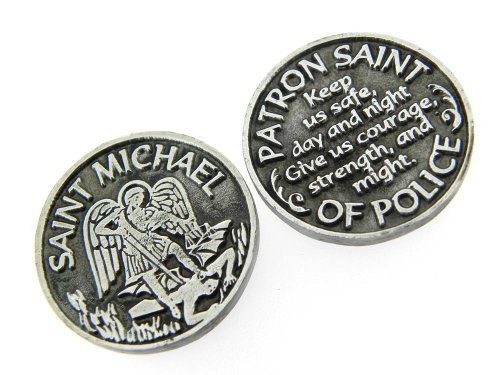 SAINT MICHAEL
PATRON SAINT
Keep
us safe,
day and night
Give us courage,
strength, and
might.
OF POLICE